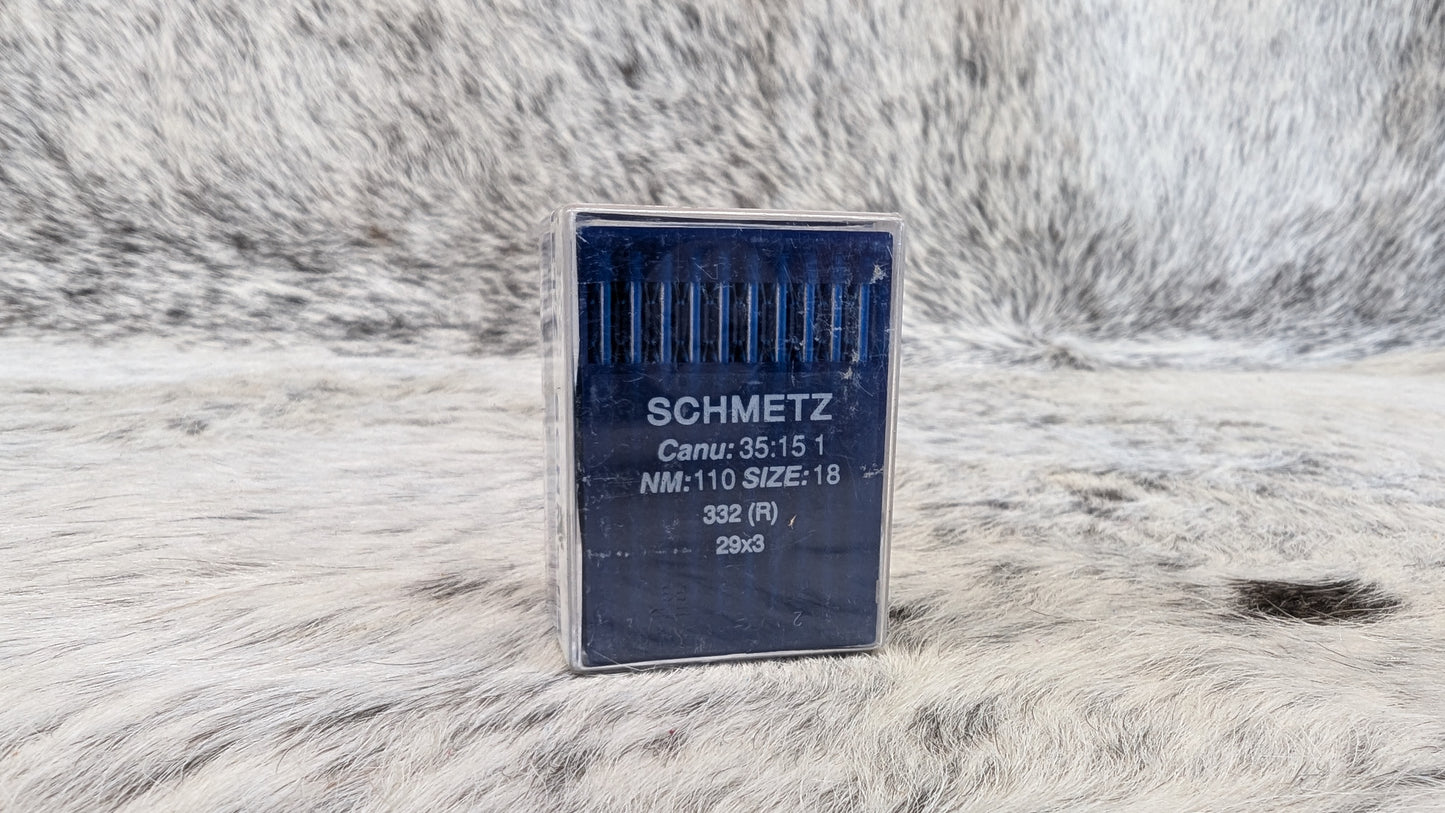 SCHMETZ
Canu: 35:15 1
NM:110 SIZE:18
332 (R)
29x3